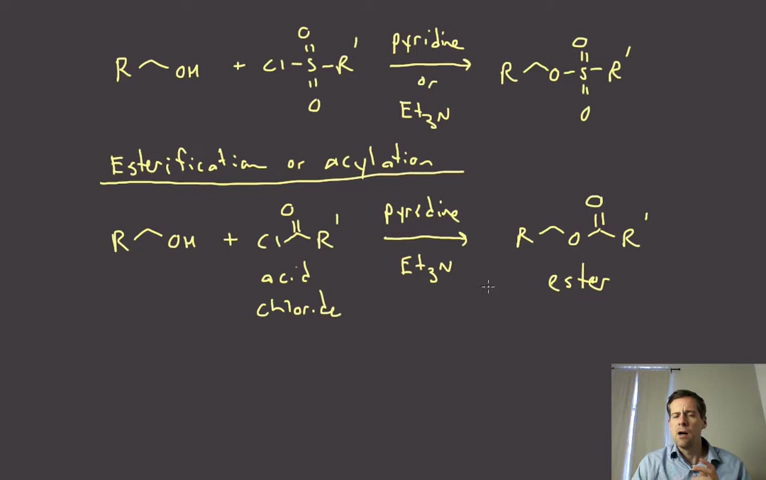 R OH + Cl-S-R' pyridine or Et3N R O-S-R'
O O O O
Esterification or acylation
R OH + Cl R' O pyridine Et3N R O R' O
acid ester
chloride